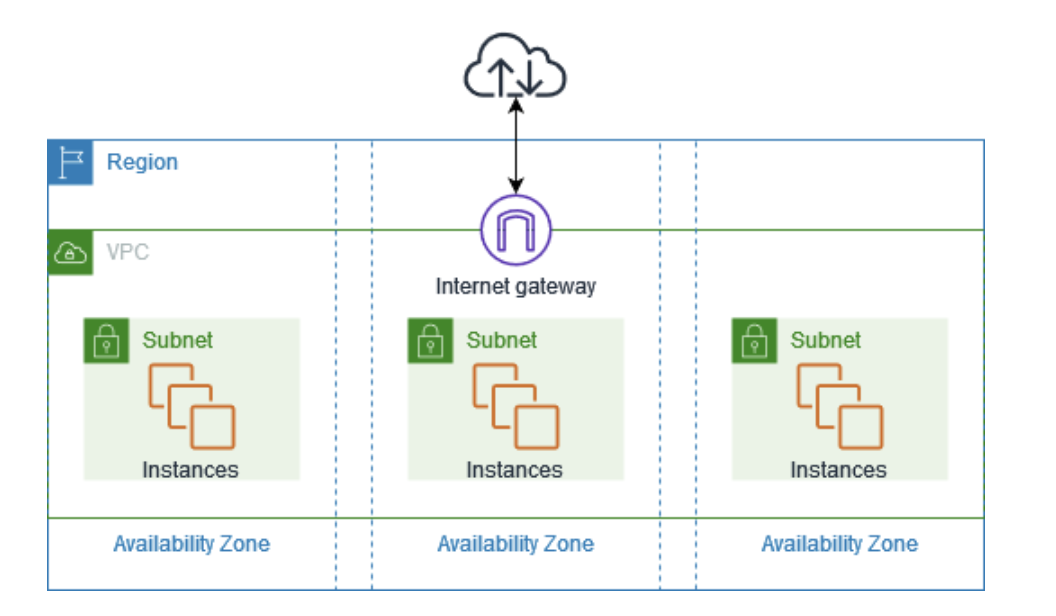 Region
VPC
Internet gateway
Subnet
Subnet
Subnet
Instances
Instances
Instances
Availability Zone
Availability Zone
Availability Zone